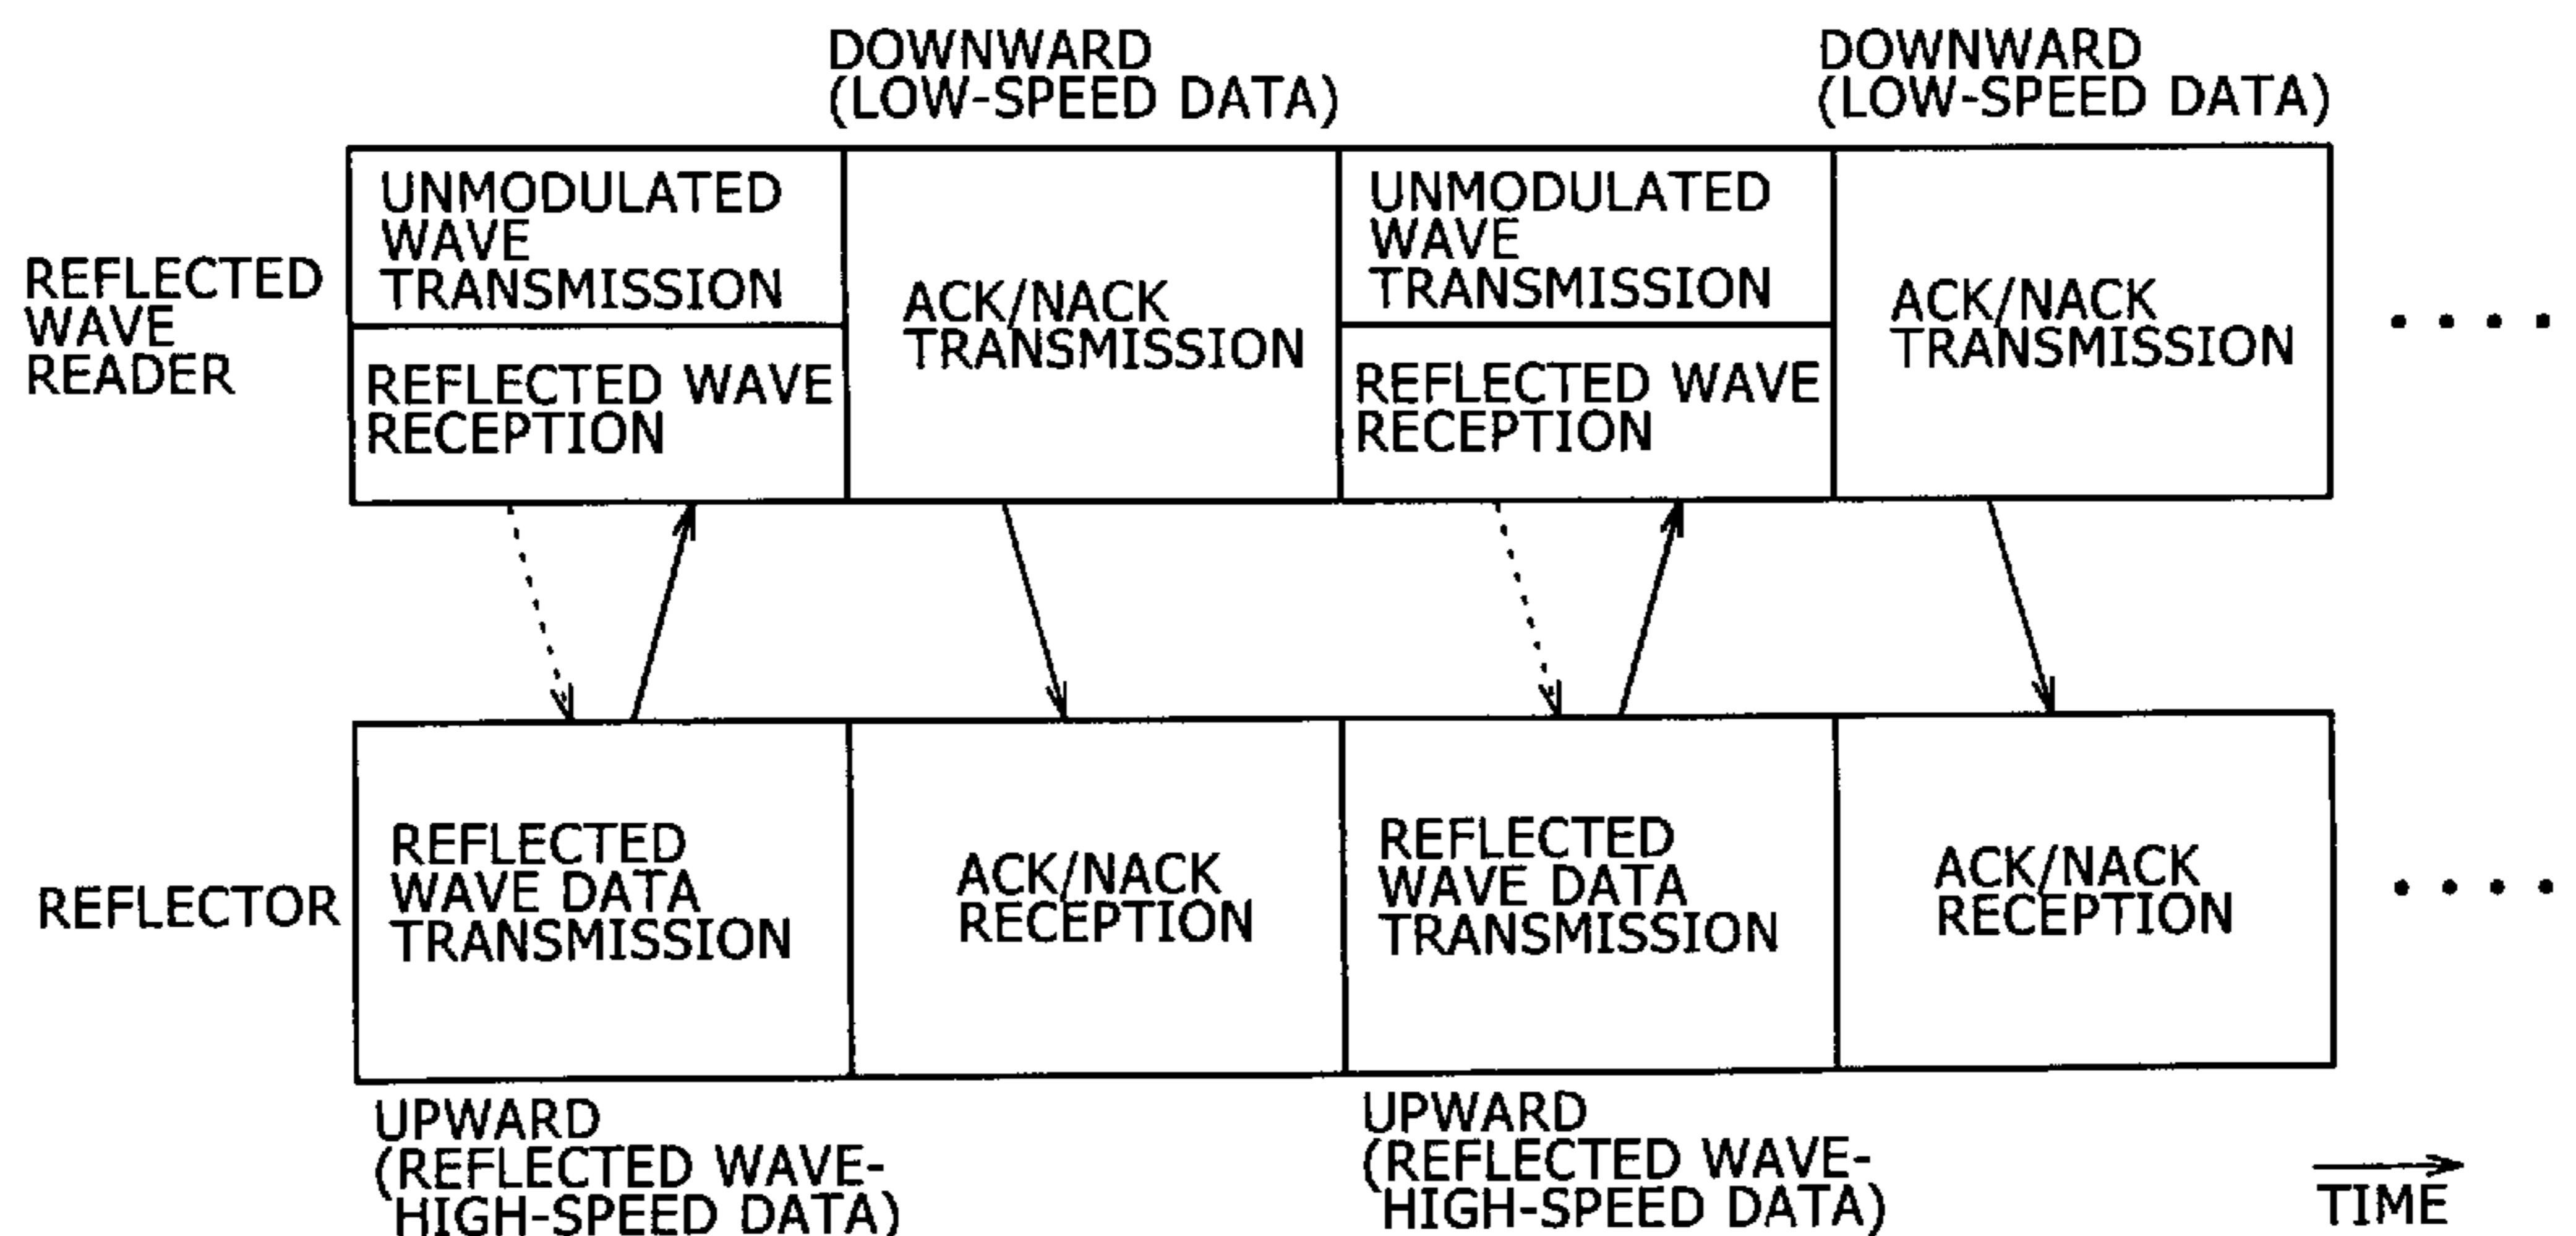 DOWNWARD
(LOW-SPEED DATA)
DOWNWARD
(LOW-SPEED DATA)
REFLECTED
WAVE
READER
UNMODULATED
WAVE
TRANSMISSION
REFLECTED WAVE
RECEPTION
ACK/NACK
TRANSMISSION
UNMODULATED
WAVE
TRANSMISSION
REFLECTED WAVE
RECEPTION
ACK/NACK
TRANSMISSION
....
REFLECTOR
REFLECTED
WAVE DATA
TRANSMISSION
ACK/NACK
RECEPTION
REFLECTED
WAVE DATA
TRANSMISSION
ACK/NACK
RECEPTION
....
UPWARD
(REFLECTED WAVE-
HIGH-SPEED DATA)
UPWARD
(REFLECTED WAVE-
HIGH-SPEED DATA)
TIME